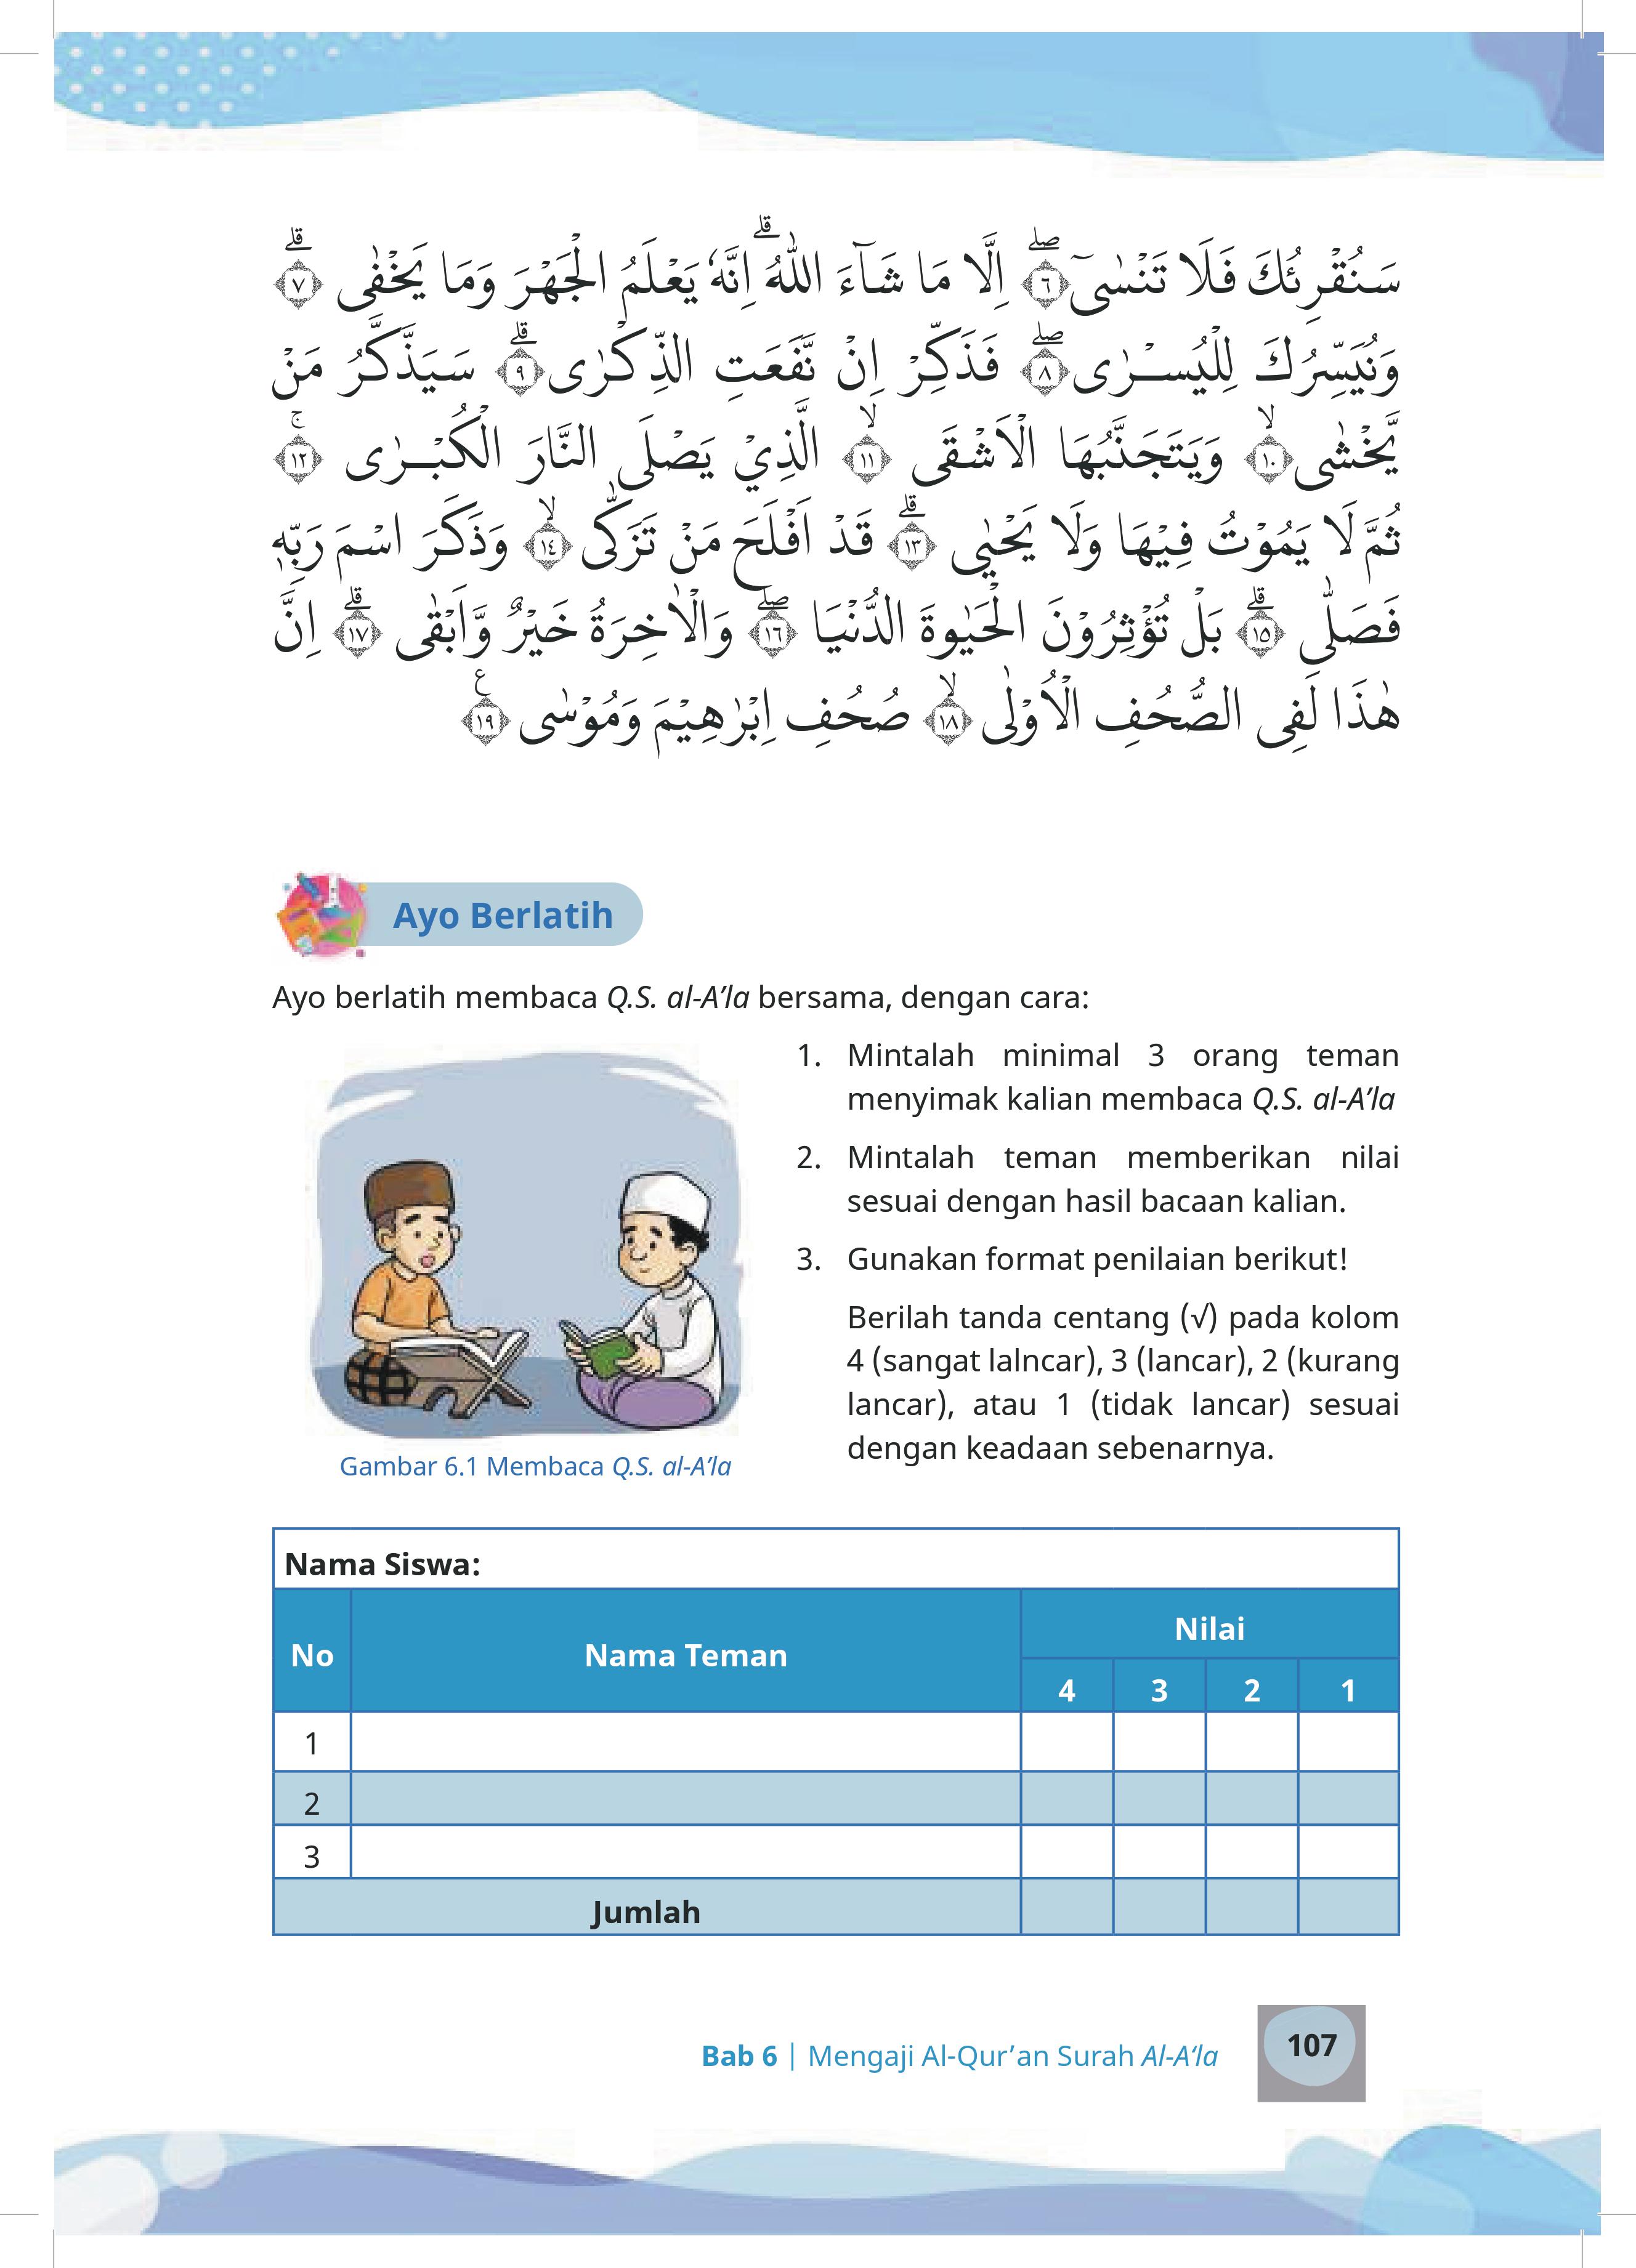 سَنُقْرِئُكَ فَلَا تَنْسٰىٓ ۖ ﴿٦﴾ اِلَّا مَا شَاۤءَ اللّٰهُ ۗ اِنَّهٗ يَعْلَمُ الْجَهْرَ وَمَا يَخْفٰى ۗ ﴿٧﴾
وَنُيَسِّرُكَ لِلْيُسْرٰى ۖ ﴿٨﴾ فَذَكِّرْ اِنْ نَّفَعَتِ الذِّكْرٰى ۗ ﴿٩﴾ سَيَذَّكَّرُ مَنْ
يَّخْشٰى ۙ ﴿١٠﴾ وَيَتَجَنَّبُهَا الْاَشْقَى ۙ ﴿١١﴾ الَّذِيْ يَصْلَى النَّارَ الْكُبْرٰى ۚ ﴿١٢﴾
ثُمَّ لَا يَمُوْتُ فِيْهَا وَلَا يَحْيٰى ۗ ﴿١٣﴾ قَدْ اَفْلَحَ مَنْ تَزَكّٰى ۙ ﴿١٤﴾ وَذَكَرَ اسْمَ رَبِّهٖ
فَصَلّٰى ۗ ﴿١٥﴾ بَلْ تُؤْثِرُوْنَ الْحَيٰوةَ الدُّنْيَا ۖ ﴿١٦﴾ وَالْاٰخِرَةُ خَيْرٌ وَّاَبْقٰى ۗ ﴿١٧﴾ اِنَّ
هٰذَا لَفِى الصُّحُفِ الْاُوْلٰى ۙ ﴿١٨﴾ صُحُفِ اِبْرٰهِيْمَ وَمُوْسٰى ࣖ ﴿١٩﴾
Ayo Berlatih
Ayo berlatih membaca Q.S. al-A’la bersama, dengan cara:
1. Mintalah minimal 3 orang teman
menyimak kalian membaca Q.S. al-A’la
2. Mintalah teman memberikan nilai
sesuai dengan hasil bacaan kalian.
3. Gunakan format penilaian berikut!
Berilah tanda centang (√) pada kolom
4 (sangat lalncar), 3 (lancar), 2 (kurang
lancar), atau 1 (tidak lancar) sesuai
dengan keadaan sebenarnya.
Gambar 6.1 Membaca Q.S. al-A’la
Nama Siswa:
No Nama Teman Nilai
4 3 2 1
1
2
3
Jumlah
Bab 6 | Mengaji Al-Qur’an Surah Al-A‘la 107